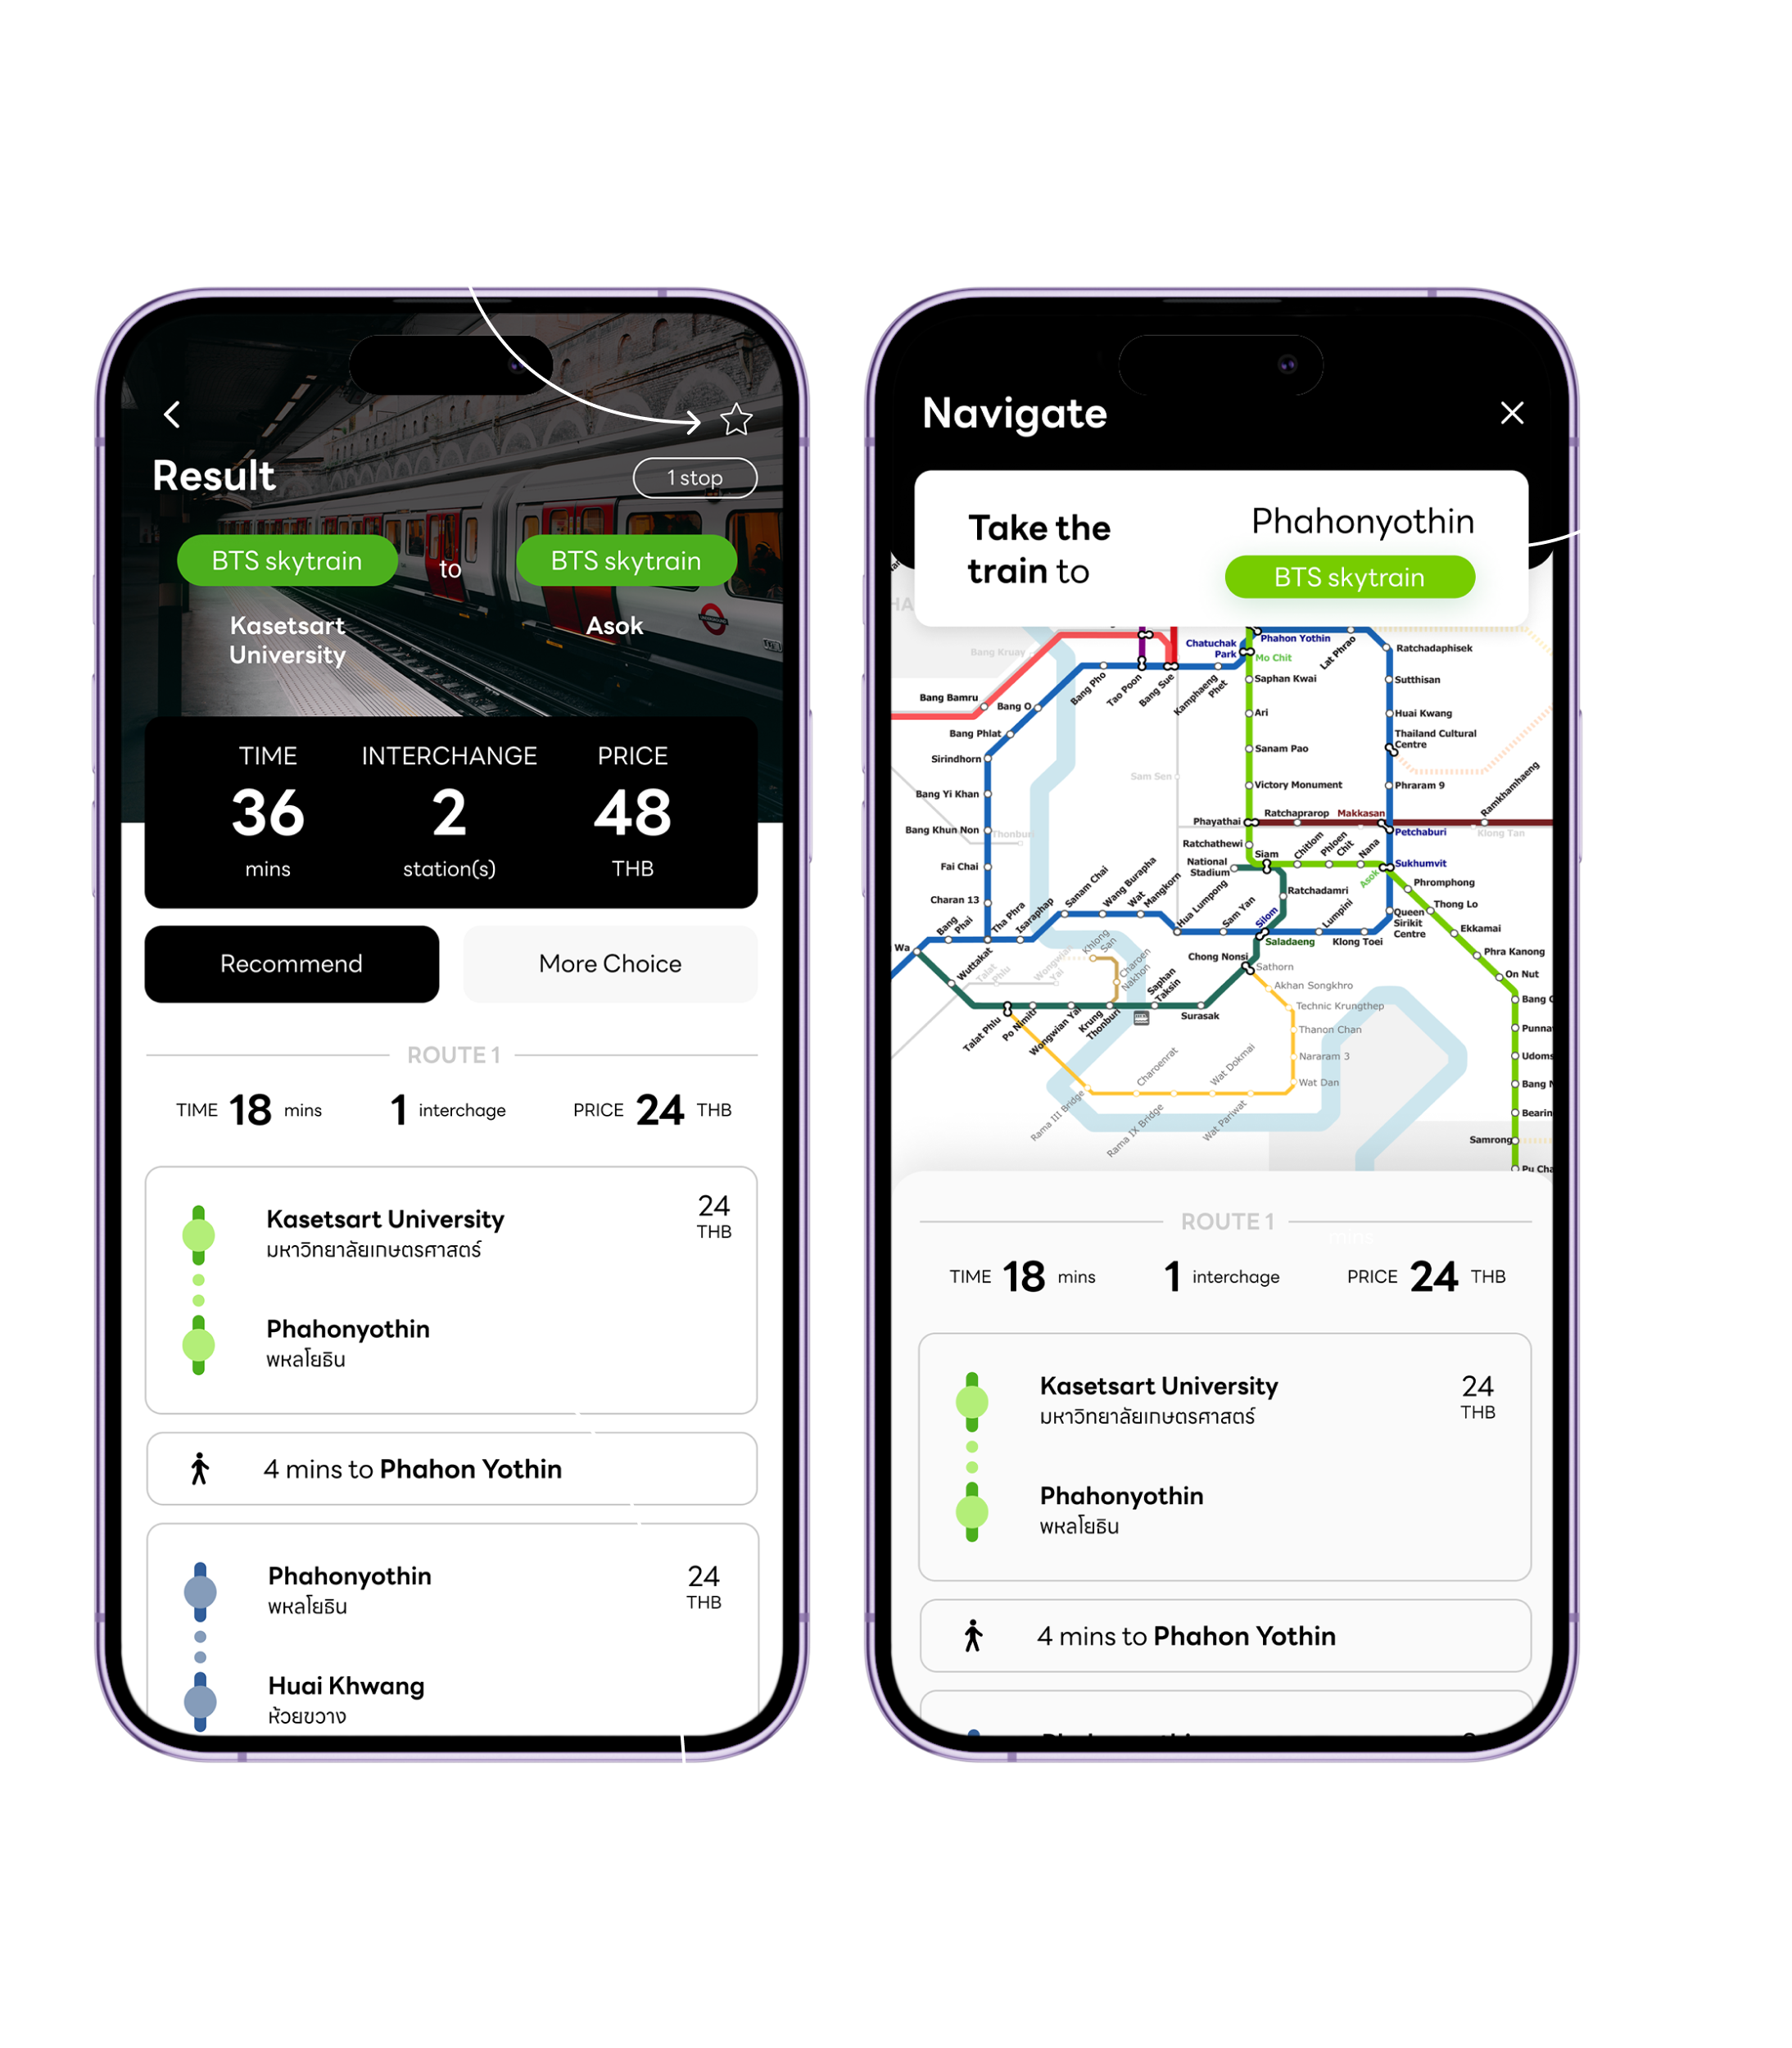 Result
1 stop
BTS skytrain
to
BTS skytrain
Kasetsart
University
Asok
TIME
INTERCHANGE
PRICE
36
2
48
mins
station(s)
THB
Recommend
More Choice
ROUTE 1
TIME 18 mins
1 interchage
PRICE 24 THB
Kasetsart University
มหาวิทยาลัยเกษตรศาสตร์
24
THB
Phahonyothin
พหลโยธิน
4 mins to Phahon Yothin
Phahonyothin
พหลโยธิน
24
THB
Huai Khwang
ห้วยขวาง
Navigate
Take the
train to
Phahonyothin
BTS skytrain
Bang Kruay
Chatuchak
Park
Phahon Yothin
Mo Chit
Lat Phrao
Ratchadaphisek
Bang Bamru
Bang O
Bang Pho
Tao Poon
Bang Sue
Kamphaeng
Phet
Saphan Kwai
Sutthisan
Bang Phlat
Ari
Huai Kwang
Sirindhorn
Sanam Pao
Thailand Cultural
Centre
Sam Sen
Bang Yi Khan
Victory Monument
Phraram 9
Ramkhamhaeng
Bang Khun Non
Thonburi
Phayathai
Ratchaprarop
Makkasan
Petchaburi
Klong Tan
Ratchathewi
Fai Chai
National
Stadium
Siam
Chitlom
Phloen
Chit
Nana
Sukhumvit
Asok
Charan 13
Ratchadamri
Phromphong
Bang
Phai
Tha Phra
Isaraphap
Sanam Chai
Wang Burapha
Wat
Mangkorn
Hua Lumpong
Sam Yan
Silom
Lumpini
Queen
Sirikit
Centre
Thong Lo
Wa
Saladaeng
Klong Toei
Ekkamai
Wuttakat
Talat
Phlu
Wongwian
Yai
Khlong
San
Charoen
Nakhon
Saphan
Taksin
Chong Nonsi
Sathorn
Phra Kanong
On Nut
Akhan Songkhro
Technic Krungthep
Talat Phlu
Po Nimit
Wongwian Yai
Krung
Thonburi
Surasak
Thanon Chan
Punna
Nararam 3
Udoms
Charoenrat
Wat Dokmai
Wat Dan
Bang N
Rama III Bridge
Rama IX Bridge
Wat Pariwat
Bearin
Samrong
Pu Cha
ROUTE 1
mins
TIME 18 mins
1 interchage
PRICE 24 THB
Kasetsart University
มหาวิทยาลัยเกษตรศาสตร์
24
THB
Phahonyothin
พหลโยธิน
4 mins to Phahon Yothin